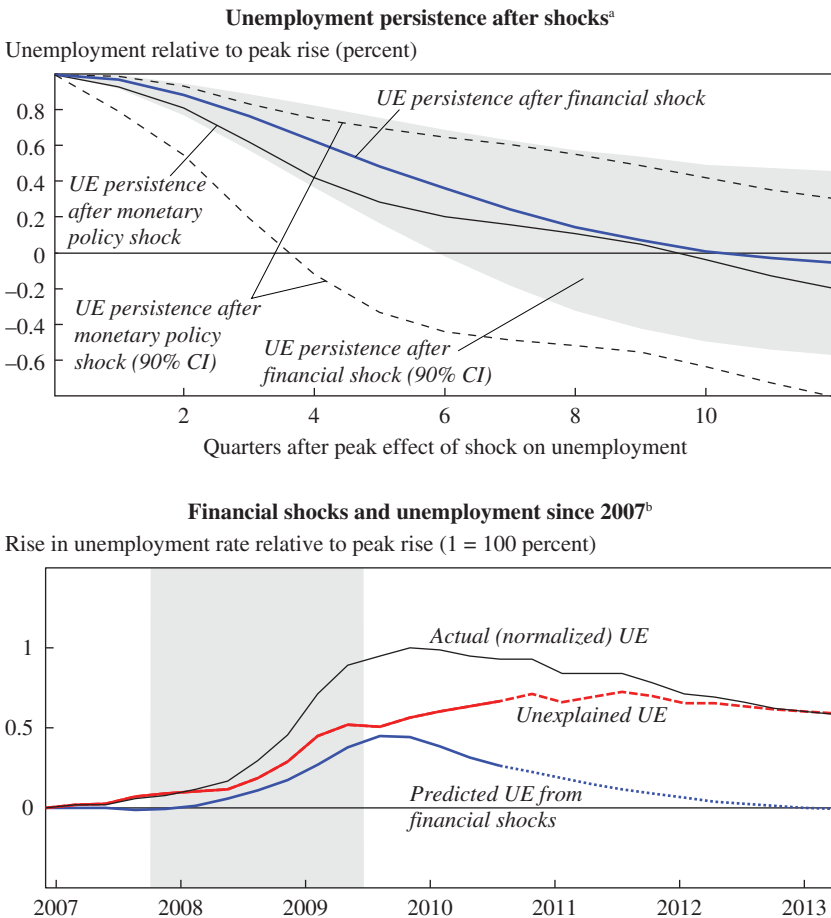 Unemployment persistence after shocksᵃ
Unemployment relative to peak rise (percent)
0.8
0.6
0.4
0.2
0
–0.2
–0.4
–0.6
UE persistence after financial shock
UE persistence
after monetary
policy shock
UE persistence after
monetary policy
shock (90% CI)
UE persistence after
financial shock (90% CI)
2
4
6
8
10
Quarters after peak effect of shock on unemployment
Financial shocks and unemployment since 2007ᵇ
Rise in unemployment rate relative to peak rise (1 = 100 percent)
1
0.5
0
Actual (normalized) UE
Unexplained UE
Predicted UE from
financial shocks
2007
2008
2009
2010
2011
2012
2013